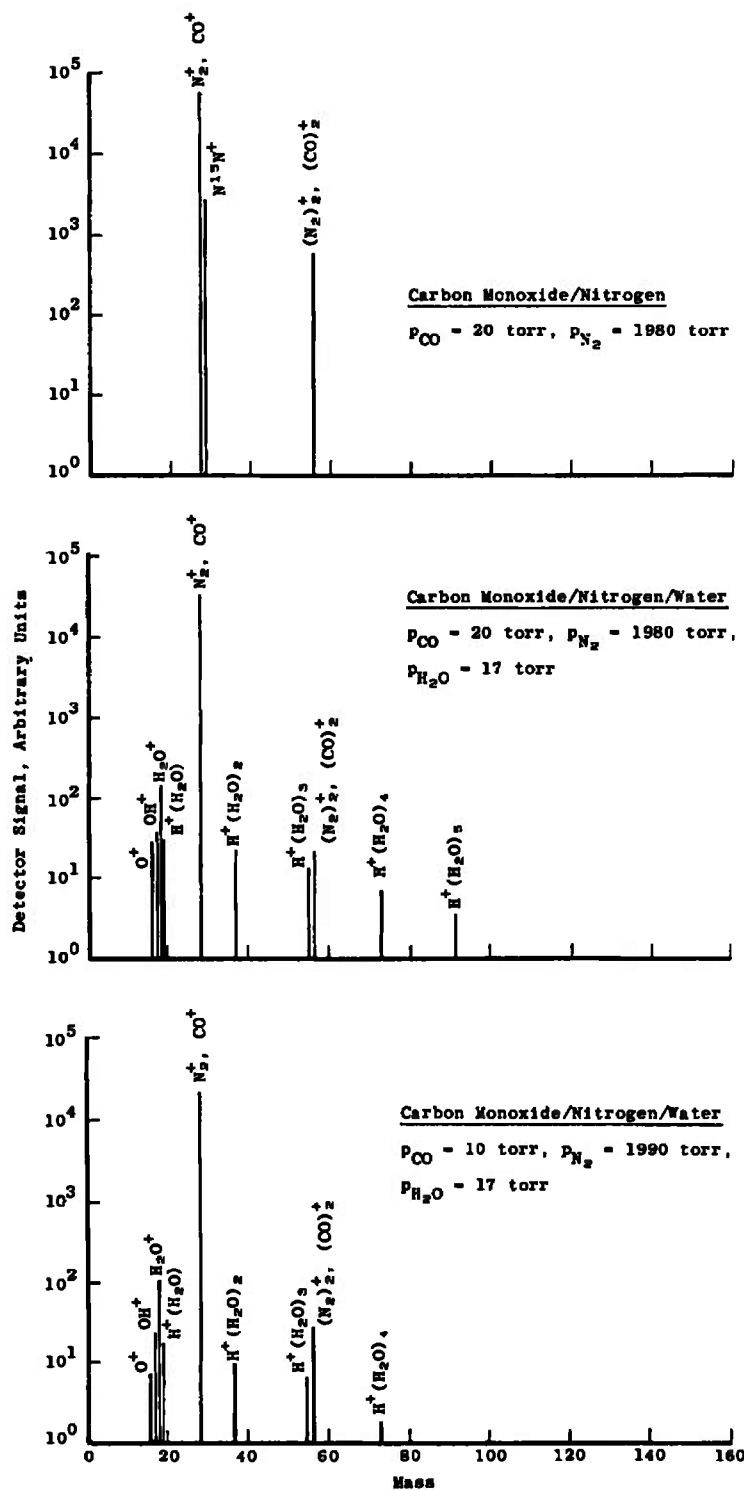 Detector Signal, Arbitrary Units
10⁵
10⁴
10³
10²
10¹
10⁰
N₂⁺, CO⁺
N¹⁵N⁺
(N₂)₂⁺, (CO)₂⁺
Carbon Monoxide/Nitrogen
p_CO = 20 torr, p_N₂ = 1980 torr
10⁵
10⁴
10³
10²
10¹
10⁰
O⁺
OH⁺
H₂O⁺
H⁺(H₂O)
N₂⁺, CO⁺
H⁺(H₂O)₂
H⁺(H₂O)₃
(N₂)₂⁺, (CO)₂⁺
H⁺(H₂O)₄
H⁺(H₂O)₅
Carbon Monoxide/Nitrogen/Water
p_CO = 20 torr, p_N₂ = 1980 torr,
p_H₂O = 17 torr
10⁵
10⁴
10³
10²
10¹
10⁰
O⁺
OH⁺
H₂O⁺
H⁺(H₂O)
N₂⁺, CO⁺
H⁺(H₂O)₂
H⁺(H₂O)₃
(N₂)₂⁺, (CO)₂⁺
H⁺(H₂O)₄
Carbon Monoxide/Nitrogen/Water
p_CO = 10 torr, p_N₂ = 1990 torr,
p_H₂O = 17 torr
0 20 40 60 80 100 120 140 160
Mass